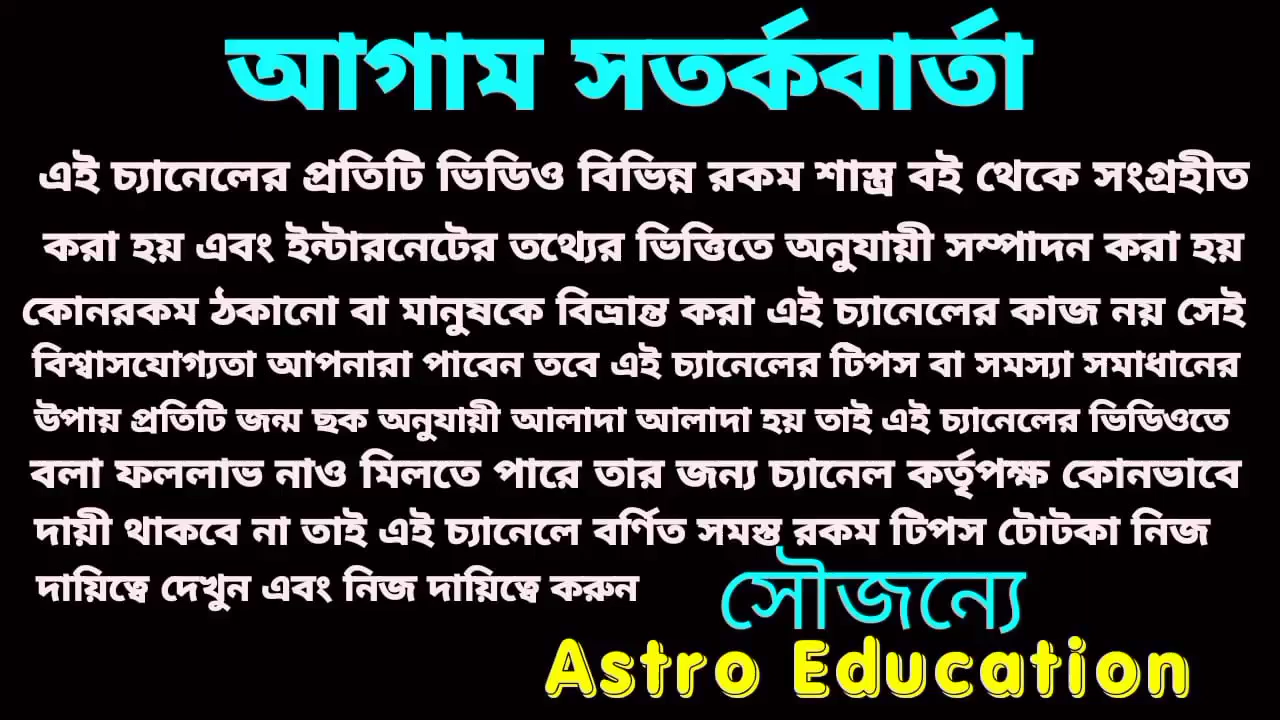 আগাম সতর্কবার্তা
এই চ্যানেলের প্রতিটি ভিডিও বিভিন্ন রকম শাস্ত্র বই থেকে সংগ্রহীত
করা হয় এবং ইন্টারনেটের তথ্যের ভিত্তিতে অনুযায়ী সম্পাদন করা হয়
কোনরকম ঠকানো বা মানুষকে বিভ্রান্ত করা এই চ্যানেলের কাজ নয় সেই
বিশ্বাসযোগ্যতা আপনারা পাবেন তবে এই চ্যানেলের টিপস বা সমস্যা সমাধানের
উপায় প্রতিটি জন্ম ছক অনুযায়ী আলাদা আলাদা হয় তাই এই চ্যানেলের ভিডিওতে
বলা ফললাভ নাও মিলতে পারে তার জন্য চ্যানেল কর্তৃপক্ষ কোনভাবে
দায়ী থাকবে না তাই এই চ্যানেলে বর্ণিত সমস্ত রকম টিপস টোটকা নিজ
দায়িত্বে দেখুন এবং নিজ দায়িত্বে করুন
সৌজন্যে
Astro Education